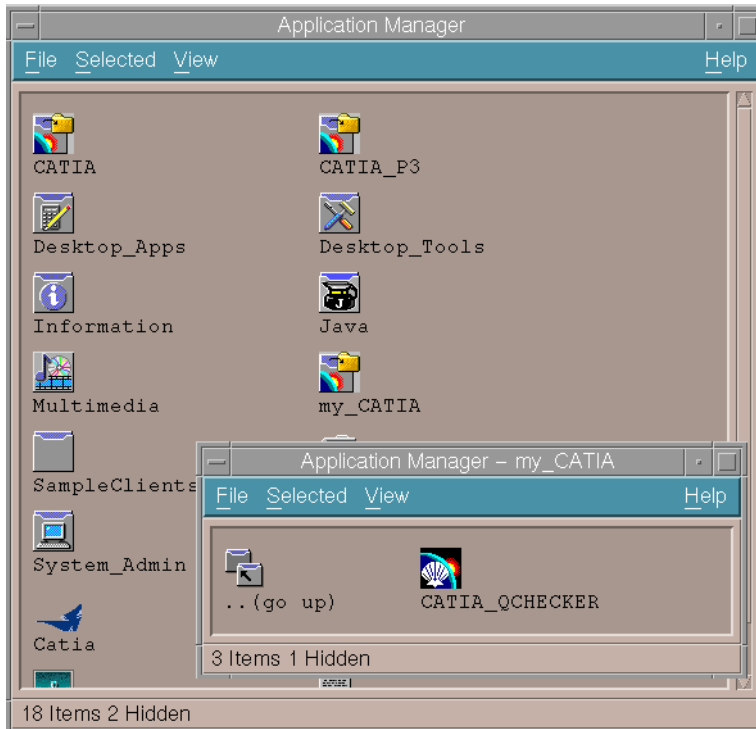 Application Manager
File Selected View Help
CATIA CATIA_P3
Desktop_Apps Desktop_Tools
Information Java
Multimedia my_CATIA
SampleClients
System_Admin
Catia
18 Items 2 Hidden
Application Manager – my_CATIA
File Selected View Help
..(go up) CATIA_QCHECKER
3 Items 1 Hidden